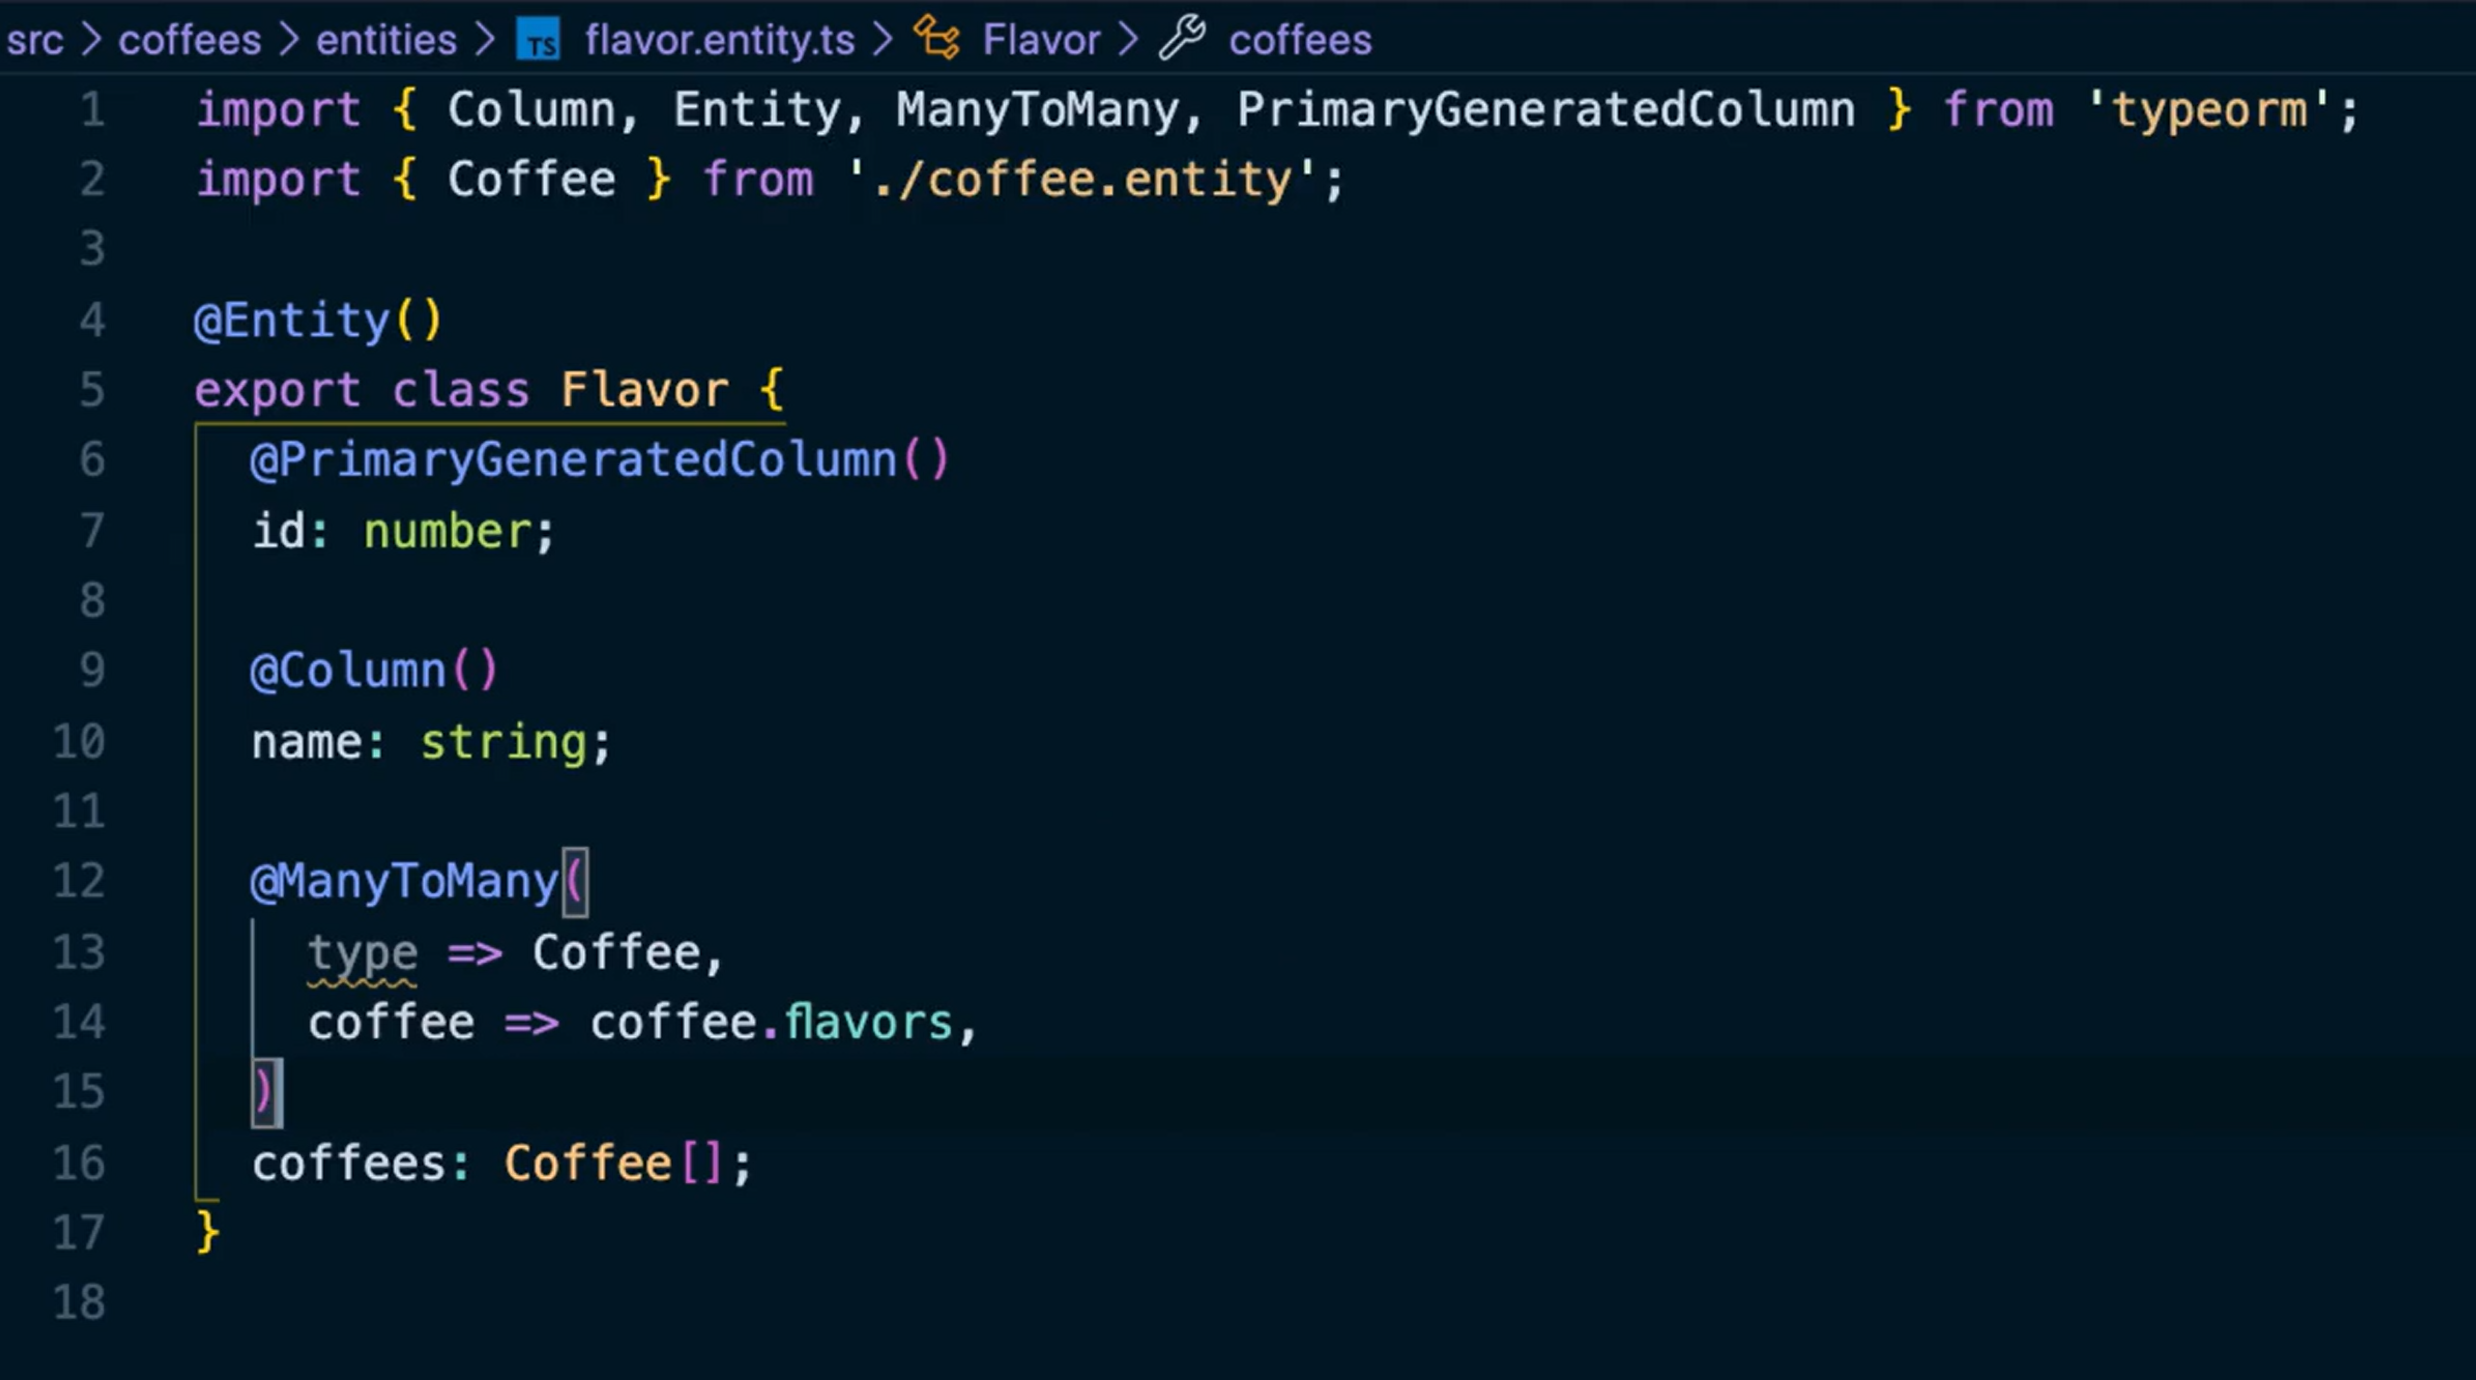 src > coffees > entities > TS flavor.entity.ts > Flavor > coffees
1 import { Column, Entity, ManyToMany, PrimaryGeneratedColumn } from 'typeorm';
2 import { Coffee } from './coffee.entity';
3
4 @Entity()
5 export class Flavor {
6 @PrimaryGeneratedColumn()
7 id: number;
8
9 @Column()
10 name: string;
11
12 @ManyToMany(
13 type => Coffee,
14 coffee => coffee.flavors,
15 )
16 coffees: Coffee[];
17 }
18